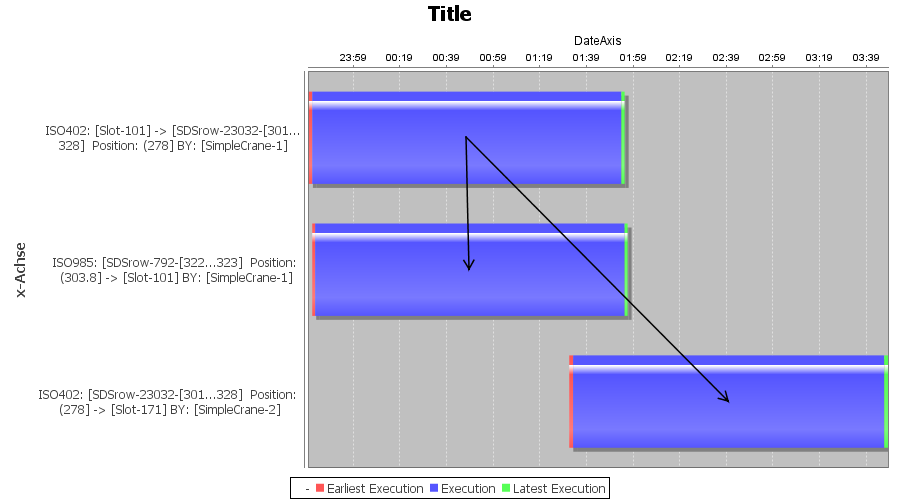 Title
DateAxis
23:59 00:19 00:39 00:59 01:19 01:39 01:59 02:19 02:39 02:59 03:19 03:39
x-Achse
ISO402: [Slot-101] -> [SDSrow-23032-[301...
328] Position: (278] BY: [SimpleCrane-1]
ISO985: [SDSrow-792-[322...323] Position:
(303.8] -> [Slot-101] BY: [SimpleCrane-1]
ISO402: [SDSrow-23032-[301...328] Position:
(278] -> [Slot-171] BY: [SimpleCrane-2]
- Earliest Execution Execution Latest Execution